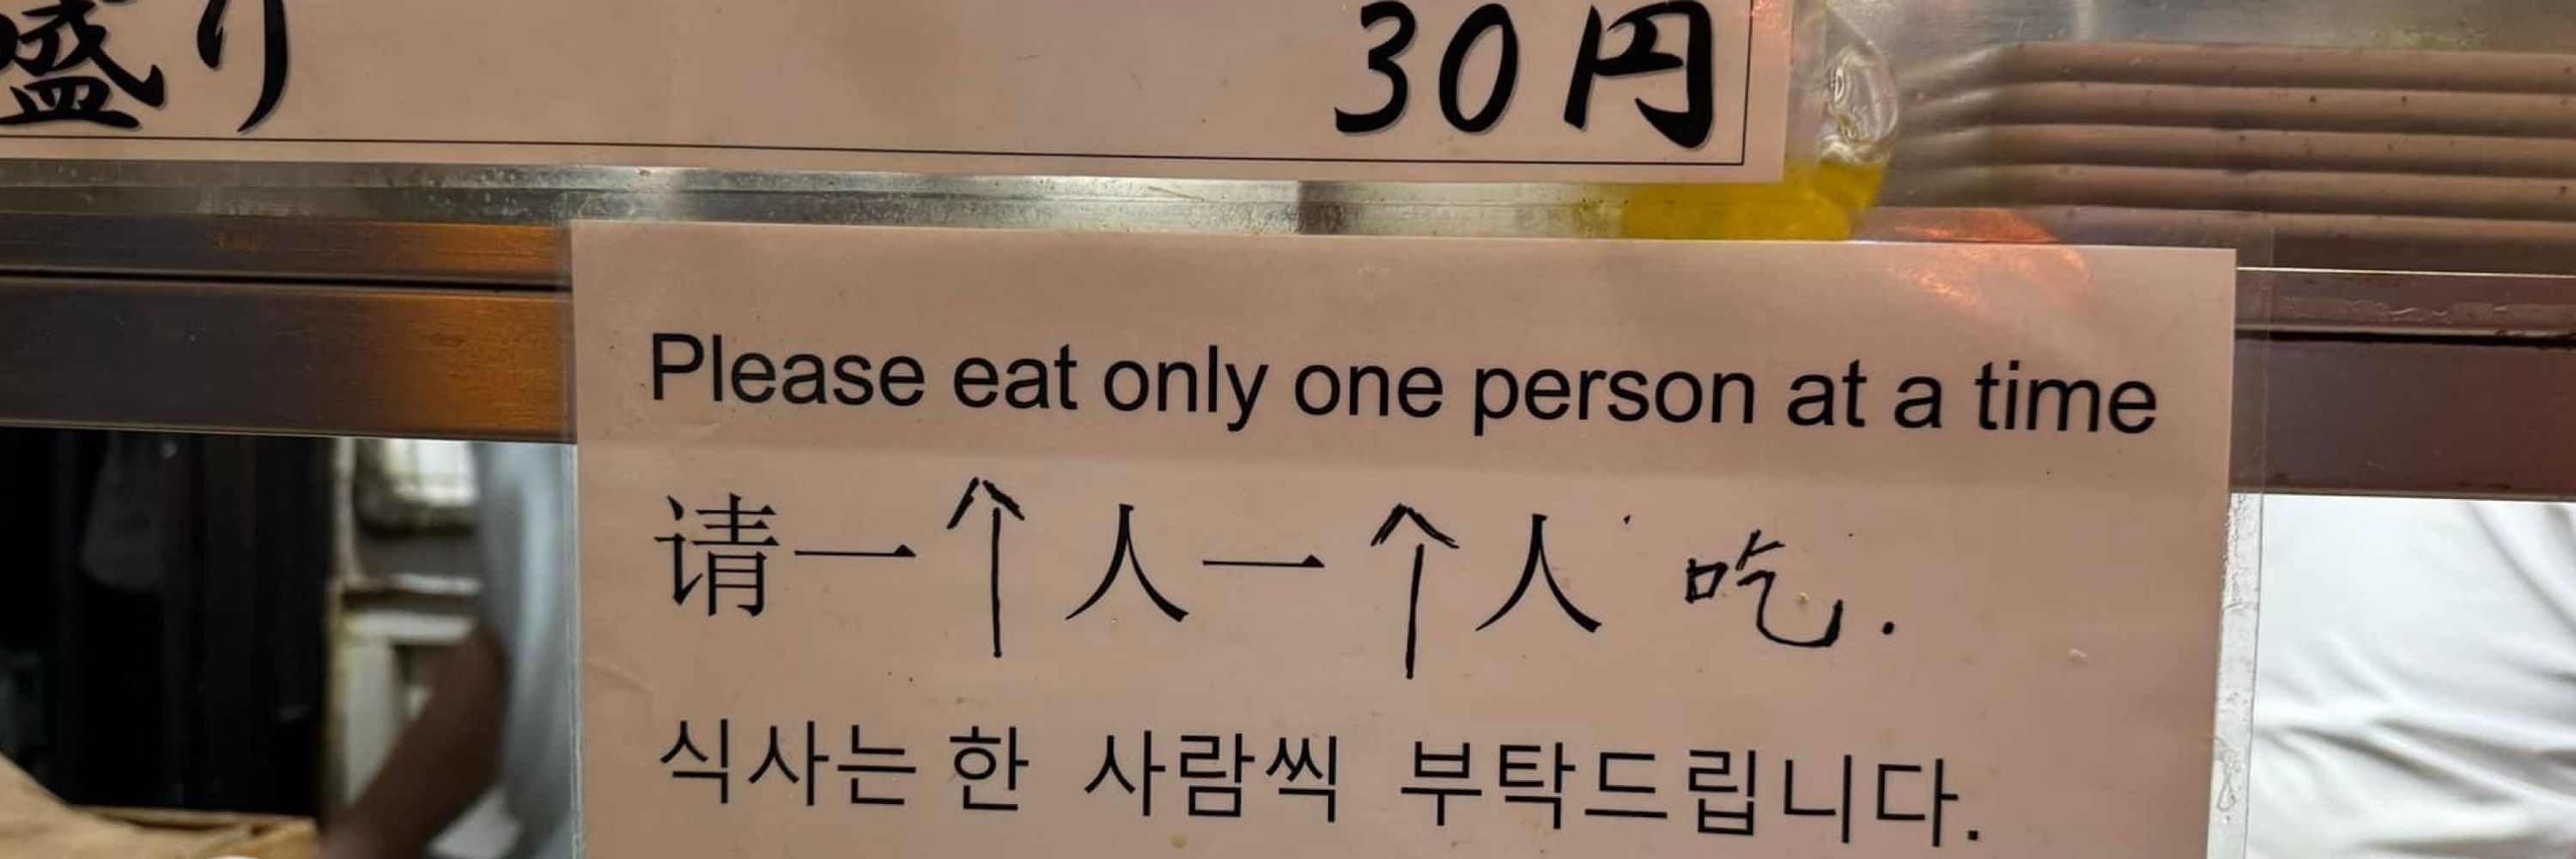 盛り 30円
Please eat only one person at a time
请一个人一个人吃.
식사는 한 사람씩 부탁드립니다.